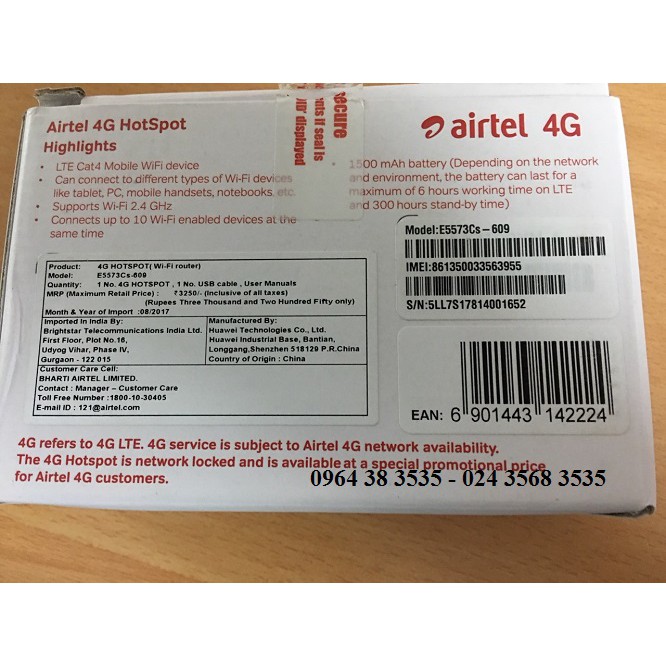 Airtel 4G HotSpot
Highlights
• LTE Cat4 Mobile WiFi device
• Can connect to different types of Wi-Fi devices
like tablet, PC, mobile handsets, notebooks, etc.
• Supports Wi-Fi 2.4 GHz
• Connects up to 10 Wi-Fi enabled devices at the
same time
ecure
nts if seal is
ID' displayed
airtel 4G
1500 mAh battery (Depending on the network
and environment, the battery can last for a
maximum of 6 hours working time on LTE
and 300 hours stand-by time)
Model:E5573Cs-609
IMEI:861350033563955
S/N:5LL7S17814001652
Product: 4G HOTSPOT( Wi-Fi router)
Model: E5573Cs-609
Quantity: 1 No. 4G HOTSPOT , 1 No. USB cable , User Manuals
MRP (Maximum Retail Price) : ₹3250/- (inclusive of all taxes)
(Rupees Three Thousand and Two Hundred Fifty only)
Month & Year of Import :08/2017
Imported in India By:
Brightstar Telecommunications India Ltd.
First Floor, Plot No.16,
Udyog Vihar, Phase IV,
Gurgaon - 122 015
Manufactured By:
Huawei Technologies Co., Ltd.
Huawei Industrial Base, Bantian,
Longgang,Shenzhen 518129 P.R.China
Country of Origin : China
Customer Care Cell:
BHARTI AIRTEL LIMITED.
Contact : Manager – Customer Care
Toll Free Number :1800-10-30405
E-mail ID : 121@airtel.com
EAN: 6 901443 142224
4G refers to 4G LTE. 4G service is subject to Airtel 4G network availability.
The 4G Hotspot is network locked and is available at a special promotional price
for Airtel 4G customers.
0964 38 3535 - 024 3568 3535